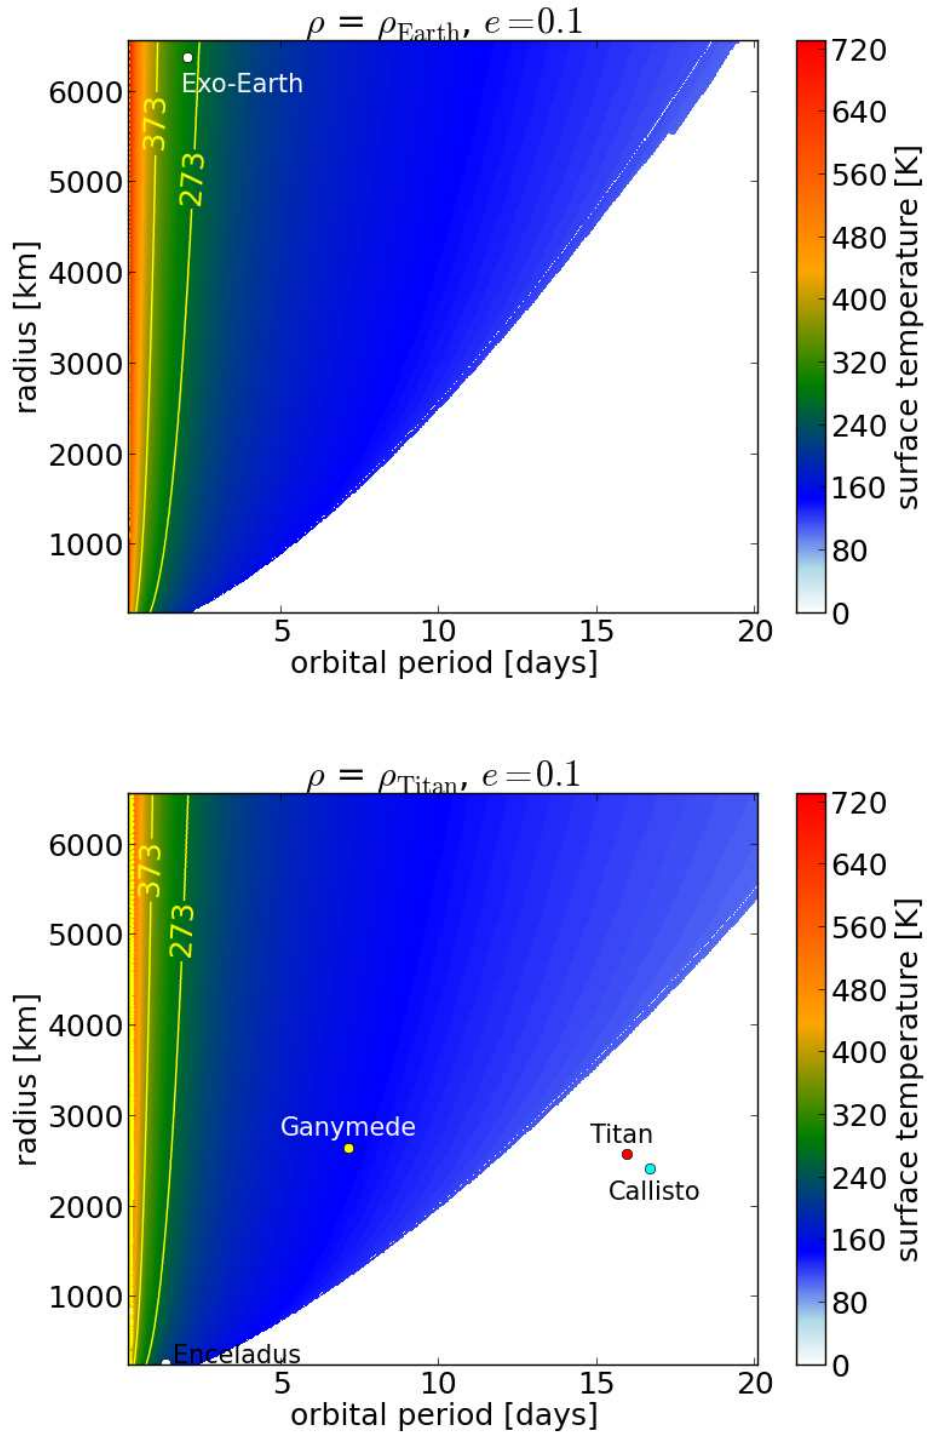 ρ = ρEarth, e=0.1
720
640
560
480
400
320
240
160
80
0
surface temperature [K]
6000
5000
4000
3000
2000
1000
radius [km]
Exo-Earth
373
273
5 10 15 20
orbital period [days]
ρ = ρTitan, e=0.1
720
640
560
480
400
320
240
160
80
0
surface temperature [K]
6000
5000
4000
3000
2000
1000
radius [km]
373
273
Ganymede
Titan
Callisto
Enceladus
5 10 15 20
orbital period [days]